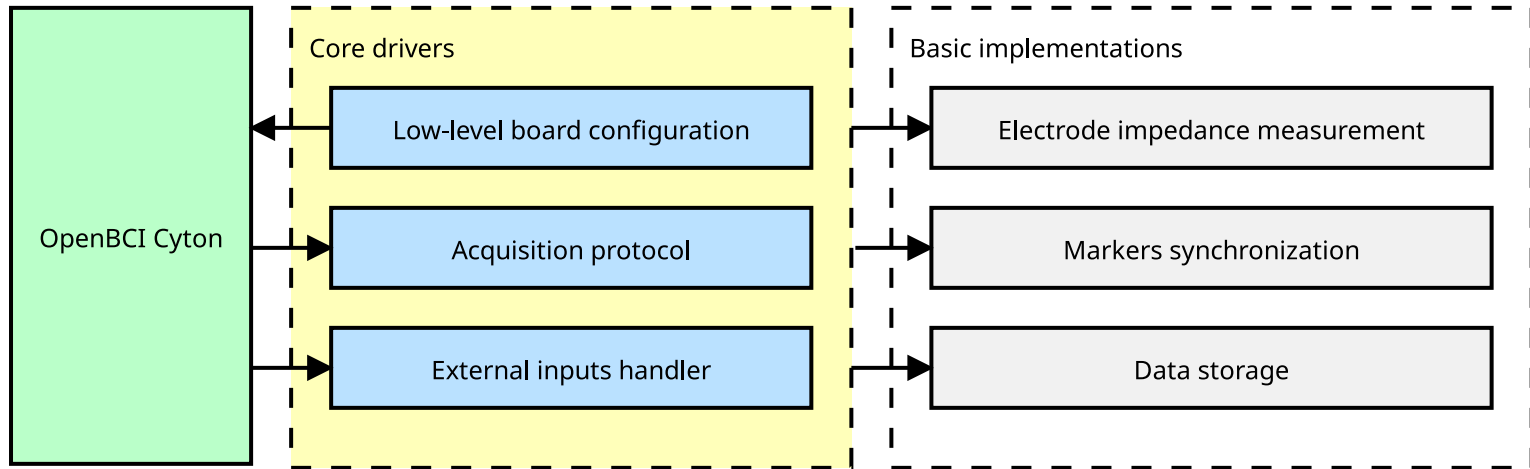 OpenBCI Cyton
Core drivers
Low-level board configuration
Acquisition protocol
External inputs handler
Basic implementations
Electrode impedance measurement
Markers synchronization
Data storage